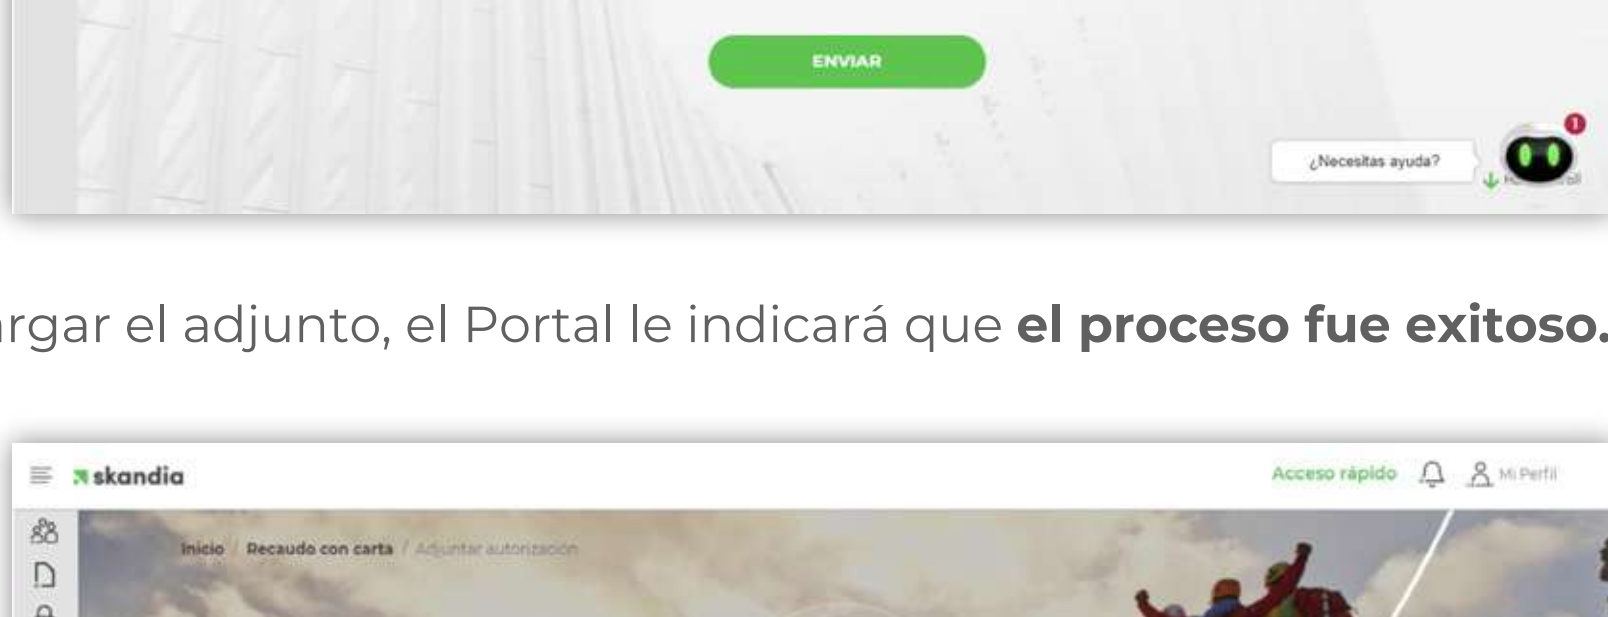 ENVIAR
1
¿Necesitas ayuda?
rgar el adjunto, el Portal le indicará que el proceso fue exitoso.
skandia
Acceso rápido
Mi Perfil
Inicio / Recaudo con carta / Adjuntar autorización